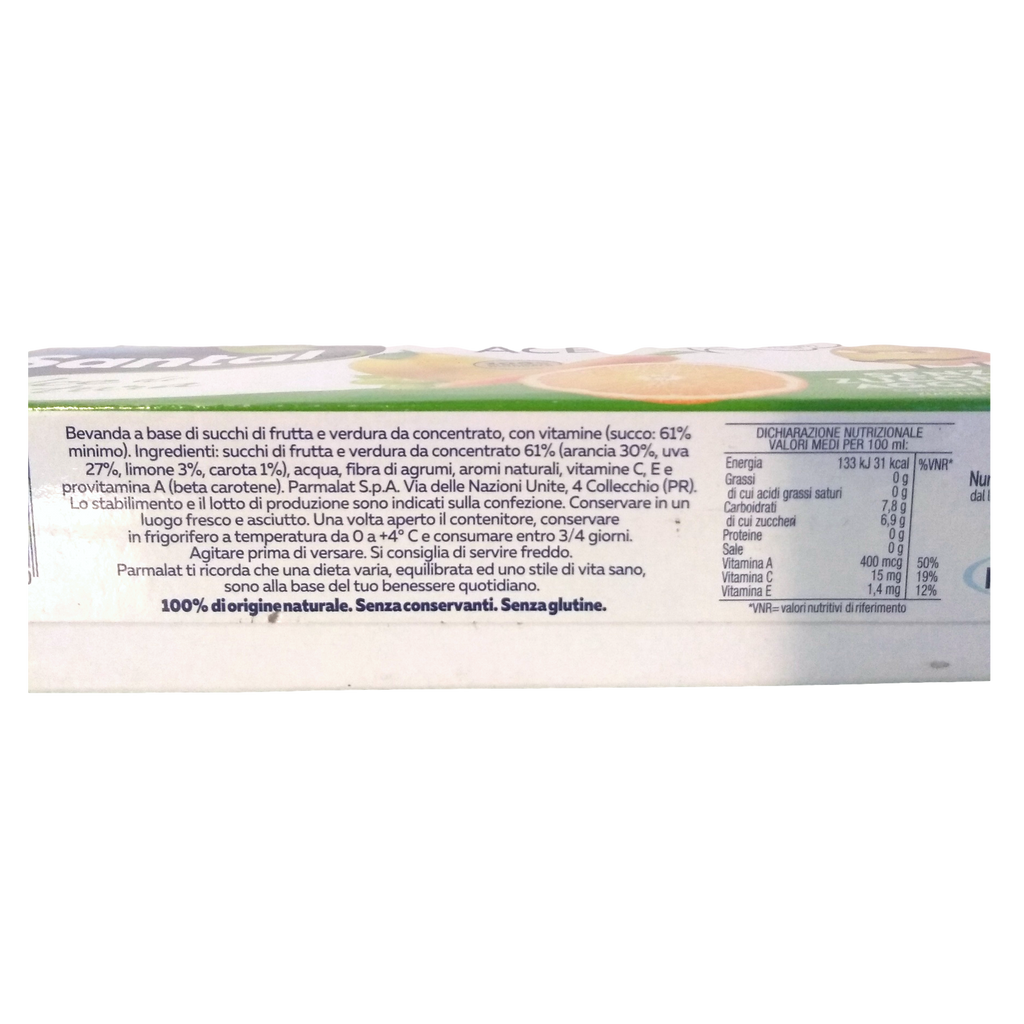 Santal
ACE
Bevanda a base di succhi di frutta e verdura da concentrato, con vitamine (succo: 61%
minimo). Ingredienti: succhi di frutta e verdura da concentrato 61% (arancia 30%, uva
27%, limone 3%, carota 1%), acqua, fibra di agrumi, aromi naturali, vitamine C, E e
provitamina A (beta carotene). Parmalat S.p.A. Via delle Nazioni Unite, 4 Collecchio (PR).
Lo stabilimento e il lotto di produzione sono indicati sulla confezione. Conservare in un
luogo fresco e asciutto. Una volta aperto il contenitore, conservare
in frigorifero a temperatura da 0 a +4° C e consumare entro 3/4 giorni.
Agitare prima di versare. Si consiglia di servire freddo.
Parmalat ti ricorda che una dieta varia, equilibrata ed uno stile di vita sano,
sono alla base del tuo benessere quotidiano.
100% di origine naturale. Senza conservanti. Senza glutine.
DICHIARAZIONE NUTRIZIONALE
VALORI MEDI PER 100 ml:
Energia 133 kJ 31 kcal %VNR*
Grassi 0 g
di cui acidi grassi saturi 0 g
Carboidrati 7,8 g
di cui zuccheri 6,9 g
Proteine 0 g
Sale 0 g
Vitamina A 400 mcg 50%
Vitamina C 15 mg 19%
Vitamina E 1,4 mg 12%
*VNR= valori nutritivi di riferimento